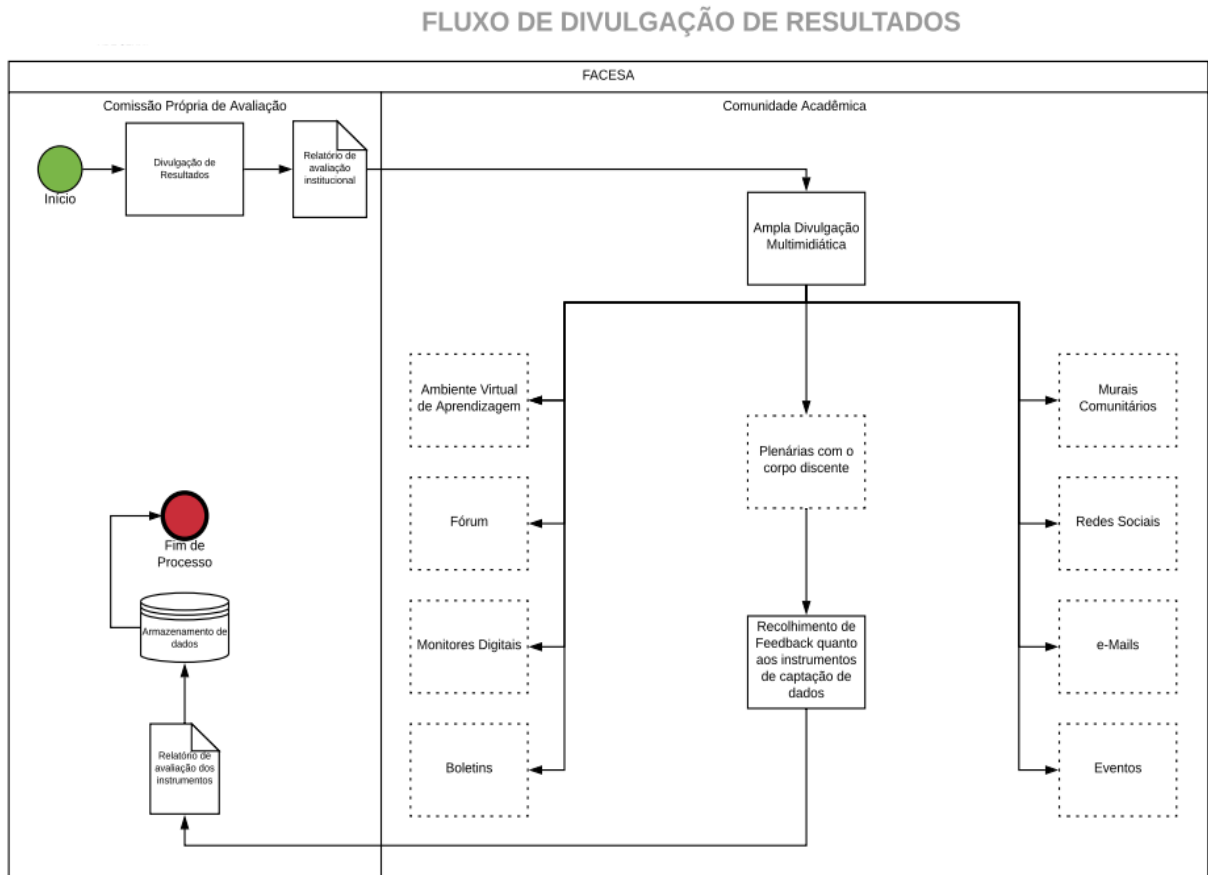 FLUXO DE DIVULGAÇÃO DE RESULTADOS
FACESA
Comissão Própria de Avaliação
Comunidade Acadêmica
Início
Divulgação de
Resultados
Relatório de
avaliação
institucional
Ampla Divulgação
Multimidiática
Ambiente Virtual
de Aprendizagem
Plenárias com o
corpo discente
Murais
Comunitários
Fórum
Redes Sociais
Monitores Digitais
Recolhimento de
Feedback quanto
aos instrumentos
de captação de
dados
e-Mails
Boletins
Eventos
Relatório de
avaliação dos
instrumentos
Armazenamento de
dados
Fim de
Processo